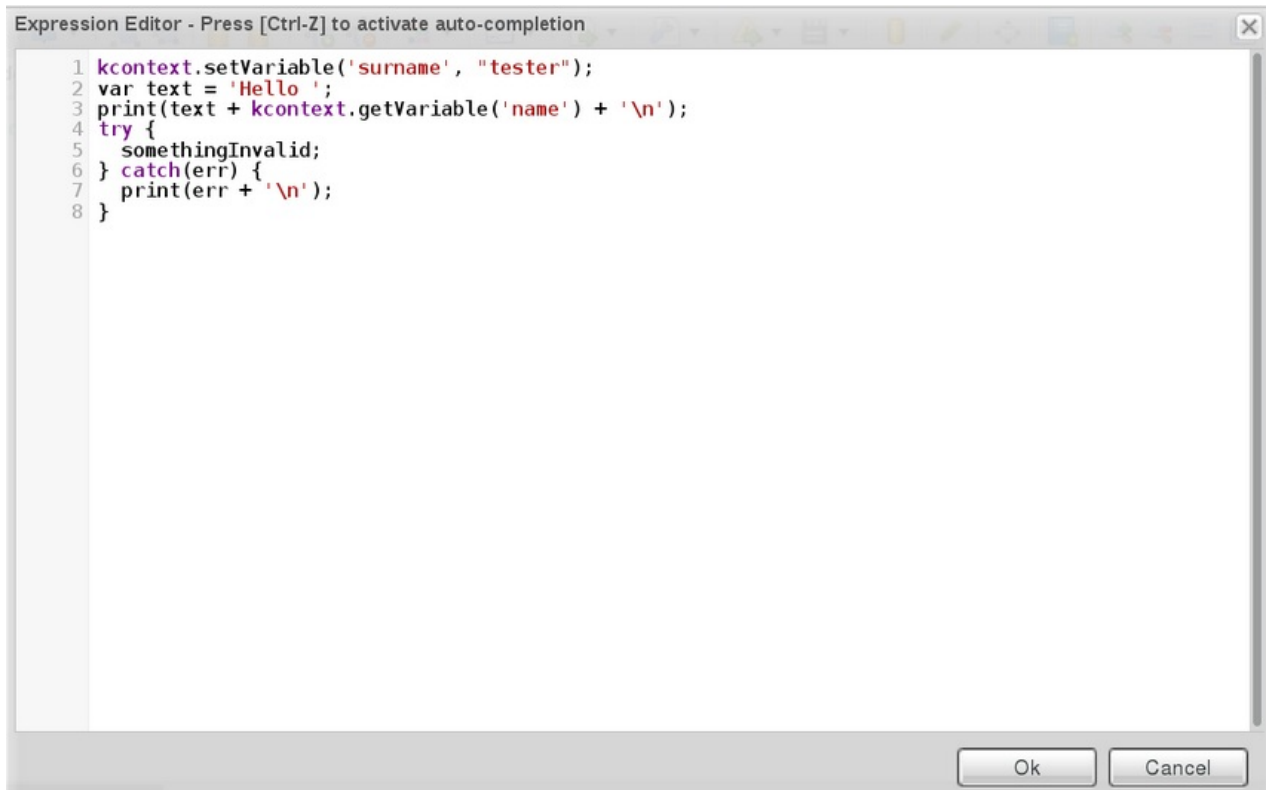 Expression Editor - Press [Ctrl-Z] to activate auto-completion
1 kcontext.setVariable('surname', "tester");
2 var text = 'Hello ';
3 print(text + kcontext.getVariable('name') + '\n');
4 try {
5   somethingInvalid;
6 } catch(err) {
7   print(err + '\n');
8 }
Ok Cancel